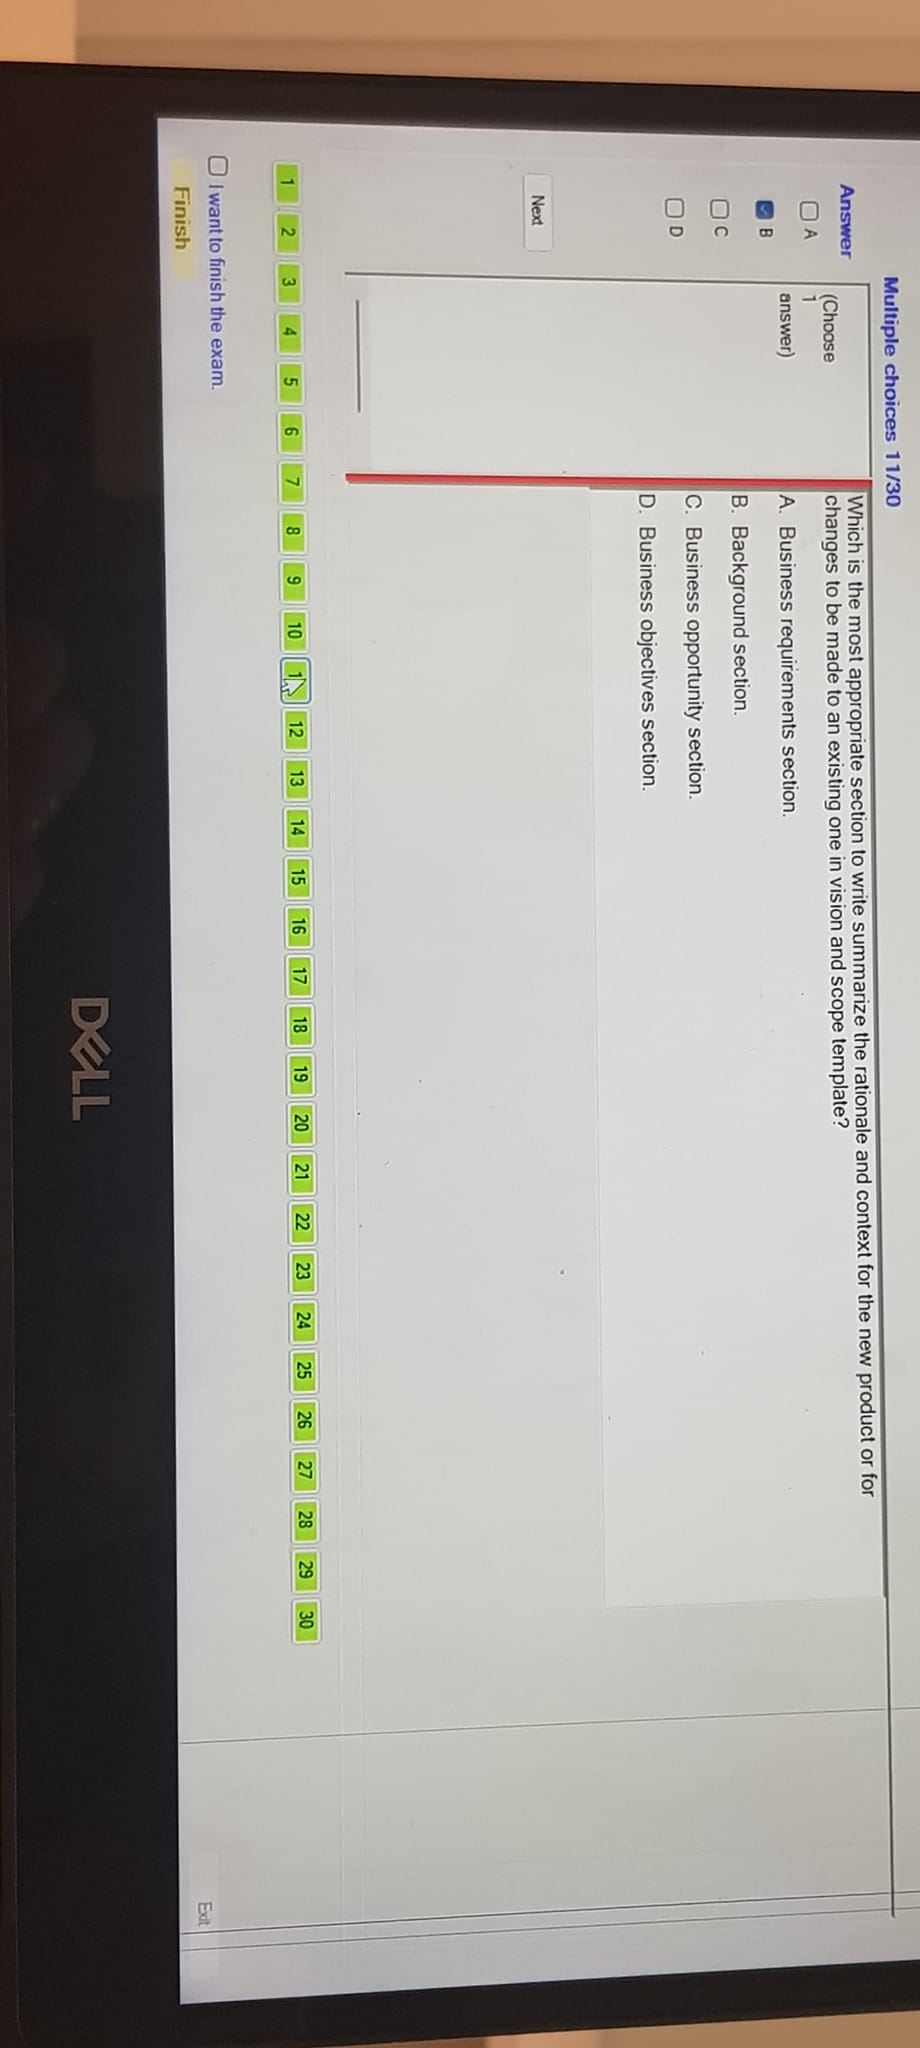 Multiple choices 11/30
Answer
A
B
C
D
(Choose
1
answer)
Which is the most appropriate section to write summarize the rationale and context for the new product or for
changes to be made to an existing one in vision and scope template?
A. Business requirements section.
B. Background section.
C. Business opportunity section.
D. Business objectives section.
Next
1 2 3 4 5 6 7 8 9 10 1 12 13 14 15 16 17 18 19 20 21 22 23 24 25 26 27 28 29 30
I want to finish the exam.
Finish
Exit
DELL